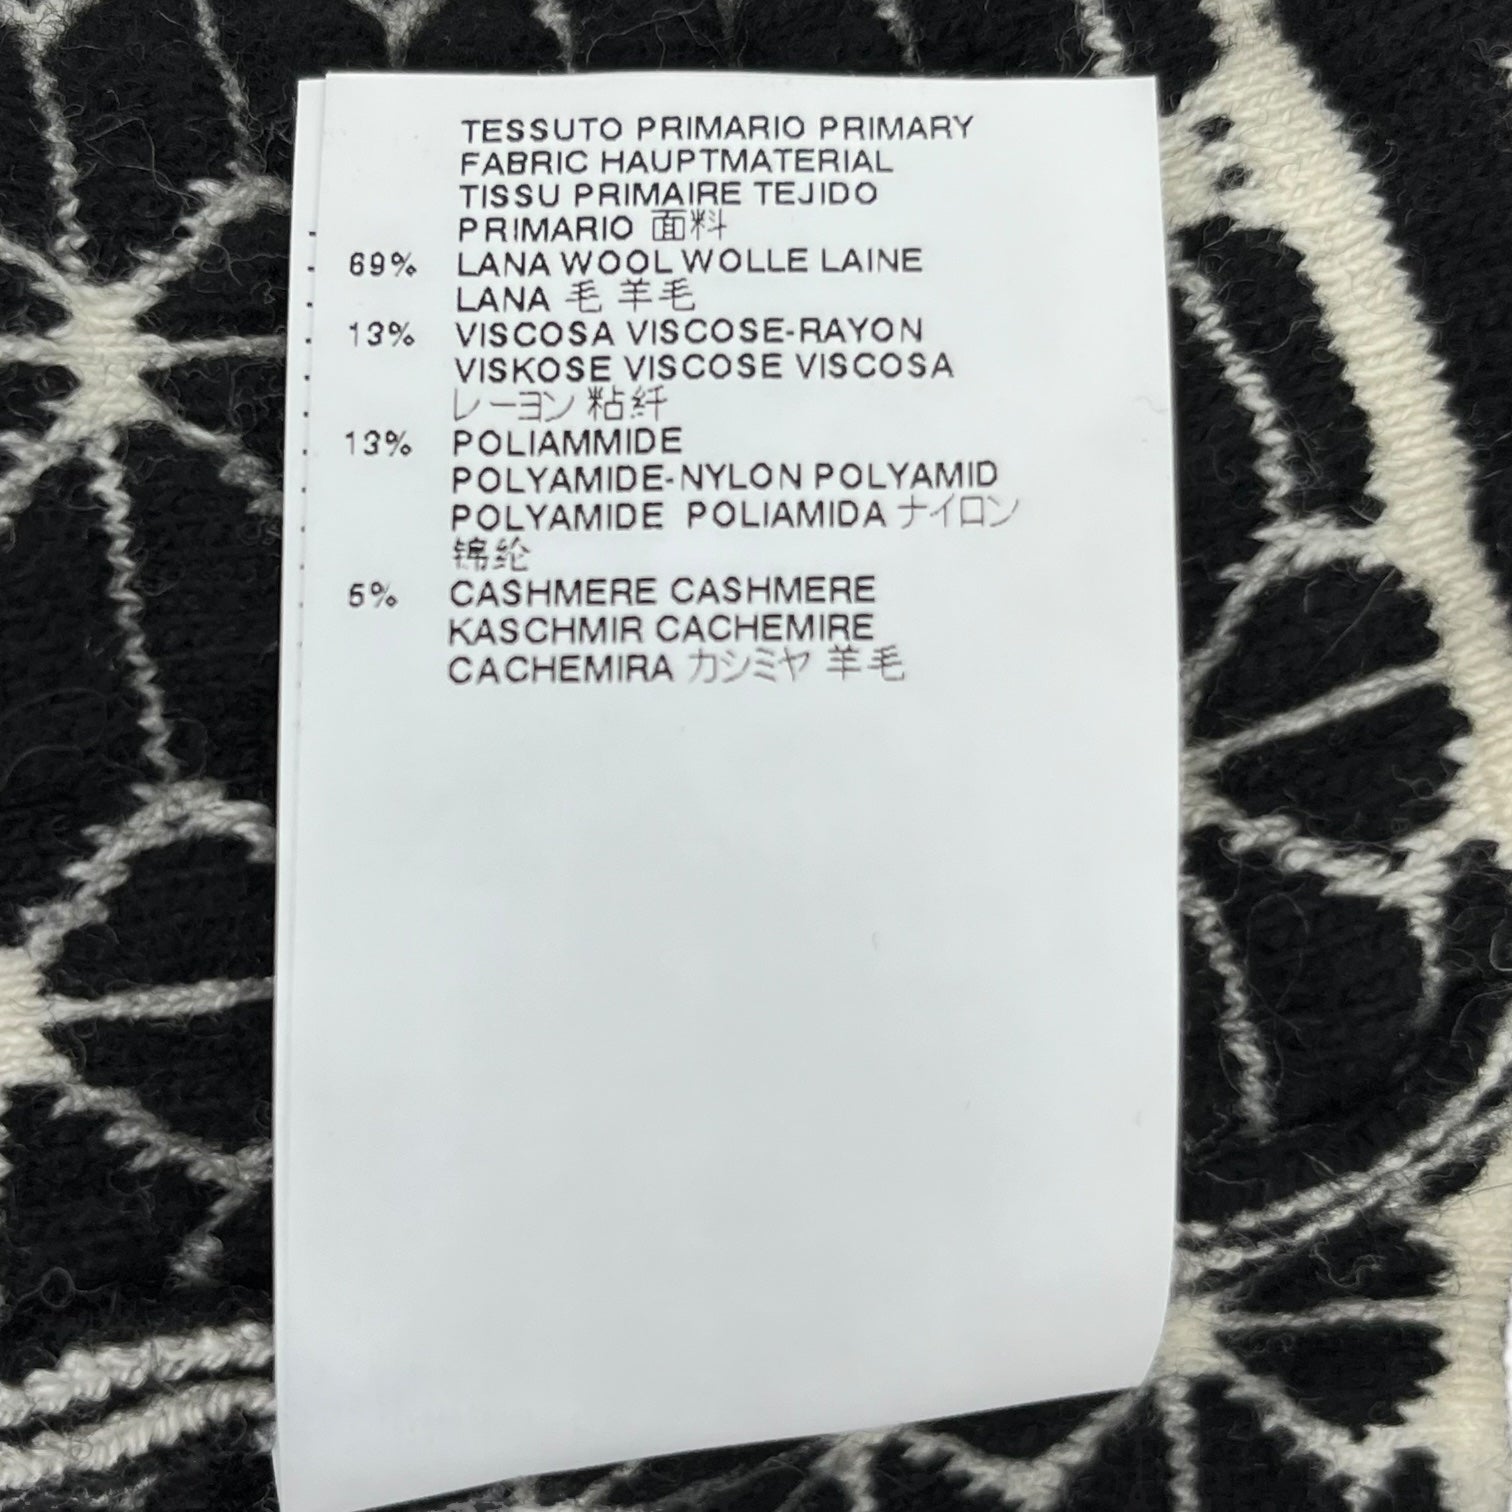 TESSUTO PRIMARIO PRIMARY
FABRIC HAUPTMATERIAL
TISSU PRIMAIRE TEJIDO
PRIMARIO 面料
69% LANA WOOL WOLLE LAINE
LANA 毛 羊毛
13% VISCOSA VISCOSE-RAYON
VISKOSE VISCOSE VISCOSA
レーヨン 粘纤
13% POLIAMMIDE
POLYAMIDE-NYLON POLYAMID
POLYAMIDE POLIAMIDA ナイロン
锦纶
5% CASHMERE CASHMERE
KASCHMIR CACHEMIRE
CACHEMIRA カシミヤ 羊毛